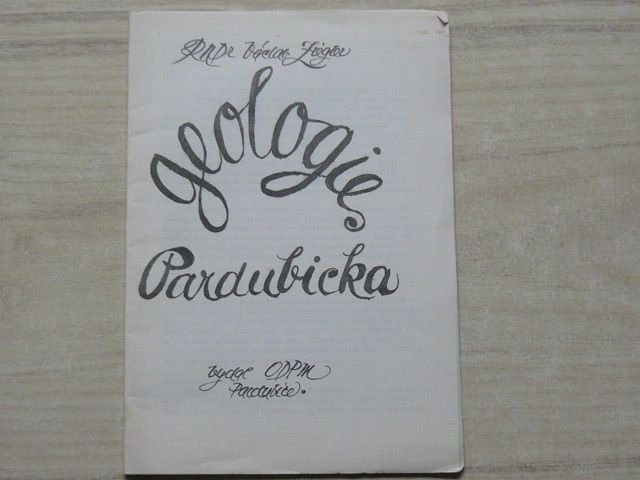 RNDr Václav Ziegler
geologie
Pardubicka
vydal ODPM
Pardubice.